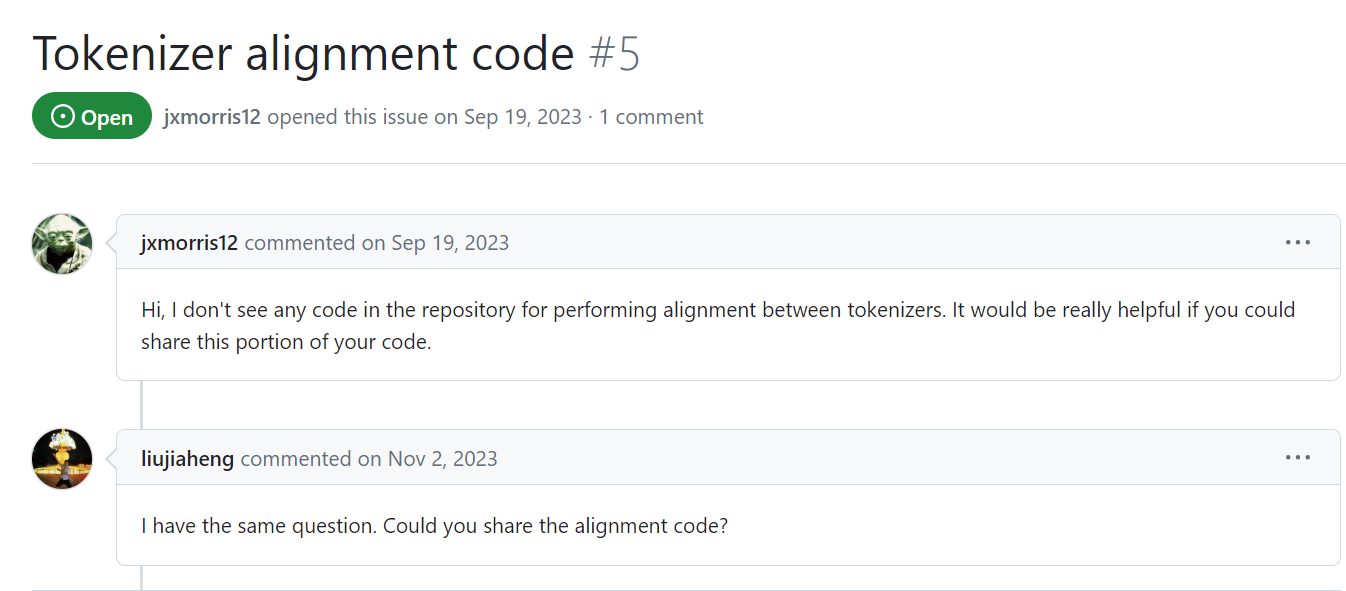 Tokenizer alignment code #5
Open jxmorris12 opened this issue on Sep 19, 2023 · 1 comment
jxmorris12 commented on Sep 19, 2023
Hi, I don't see any code in the repository for performing alignment between tokenizers. It would be really helpful if you could
share this portion of your code.
liujiaheng commented on Nov 2, 2023
I have the same question. Could you share the alignment code?